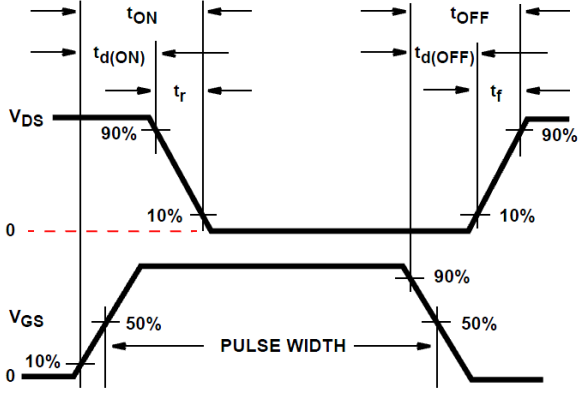 tON tOFF
td(ON) td(OFF)
tr tf
VDS
90% 90%
10% 10%
0
90%
VGS 50% PULSE WIDTH 50%
10%
0